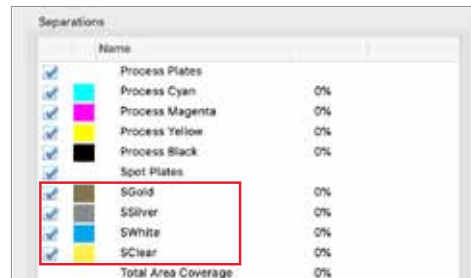 Separations
Name
Process Plates
Process Cyan 0%
Process Magenta 0%
Process Yellow 0%
Process Black 0%
Spot Plates
SGold 0%
SSilver 0%
SWhite 0%
SClear 0%
Total Area Coverage 0%